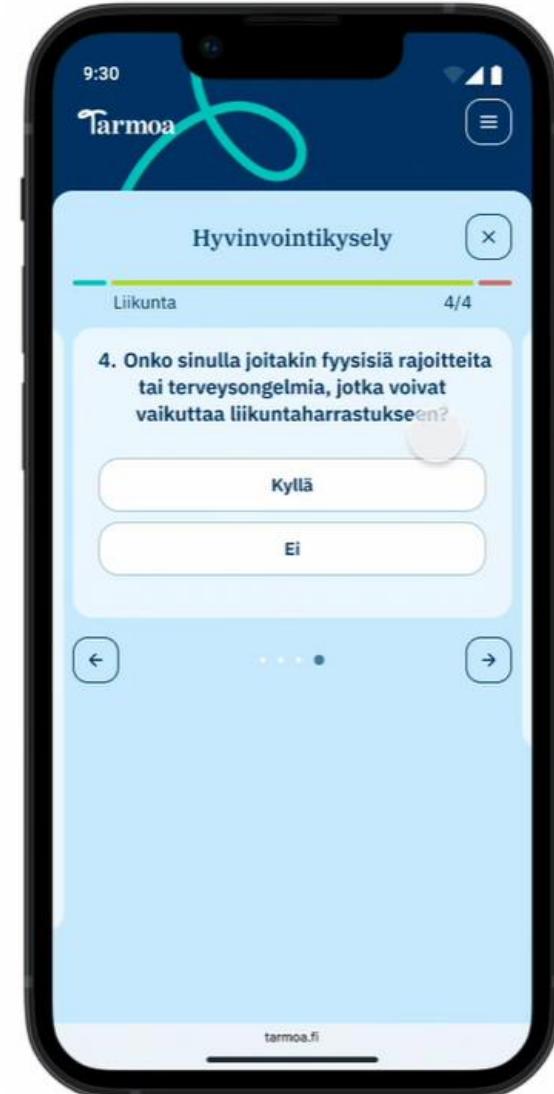 9:30
Tarmoa
Hyvinvointikysely
Liikunta 4/4
4. Onko sinulla joitakin fyysisiä rajoitteita
tai terveysongelmia, jotka voivat
vaikuttaa liikuntaharrastukseen?
Kyllä
Ei
tarmoa.fi